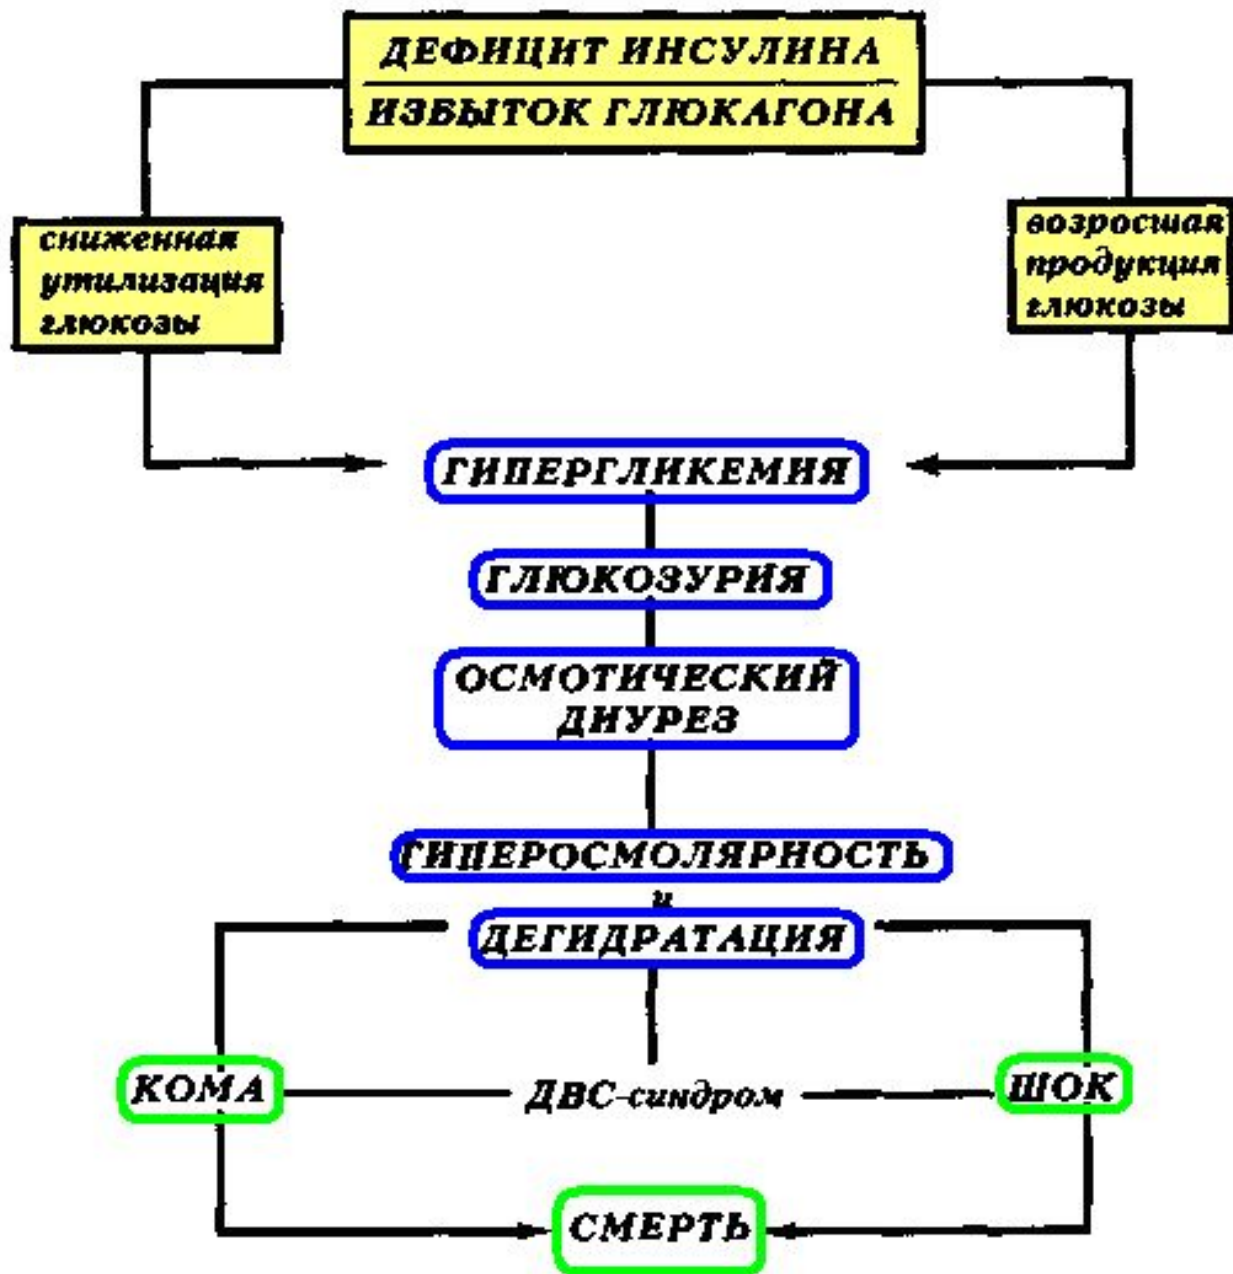 ДЕФИЦИТ ИНСУЛИНА
ИЗБЫТОК ГЛЮКАГОНА
сниженная
утилизация
глюкозы
возросшая
продукция
глюкозы
ГИПЕРГЛИКЕМИЯ
ГЛЮКОЗУРИЯ
ОСМОТИЧЕСКИЙ
ДИУРЕЗ
ГИПЕРОСМОЛЯРНОСТЬ
и
ДЕГИДРАТАЦИЯ
КОМА
ДВС-синдром
ШОК
СМЕРТЬ